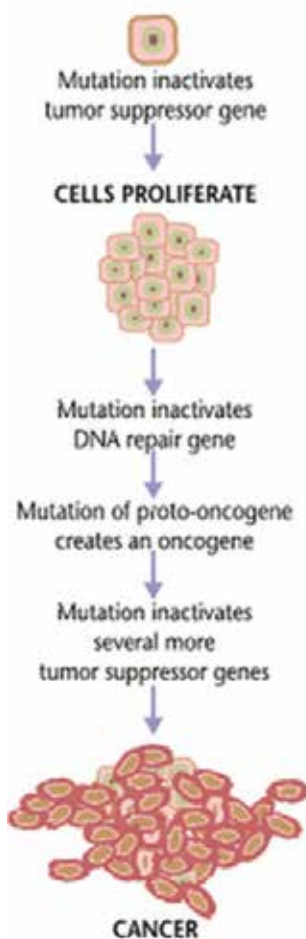 Mutation inactivates
tumor suppressor gene
CELLS PROLIFERATE
Mutation inactivates
DNA repair gene
Mutation of proto-oncogene
creates an oncogene
Mutation inactivates
several more
tumor suppressor genes
CANCER